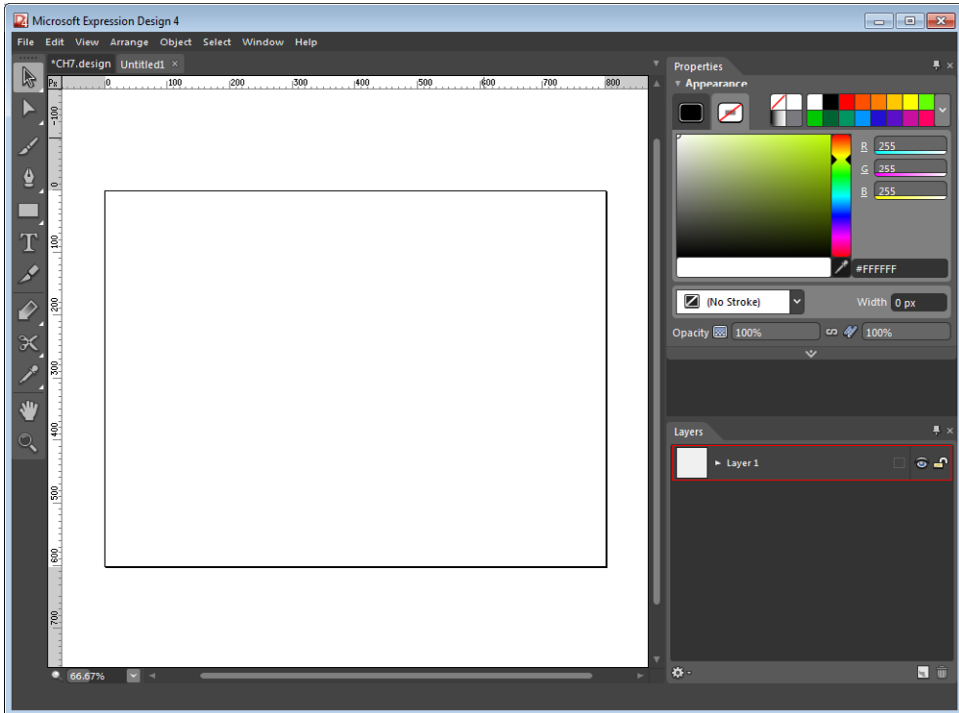 Microsoft Expression Design 4
File Edit View Arrange Object Select Window Help
*CH7.design Untitled1 ×
Px 0 100 200 300 400 500 600 700 800
-100
0
100
200
300
400
500
600
700
66.67%
Properties
Appearance
R 255
G 255
B 255
#FFFFFF
(No Stroke) Width 0 px
Opacity 100% 100%
Layers
Layer 1